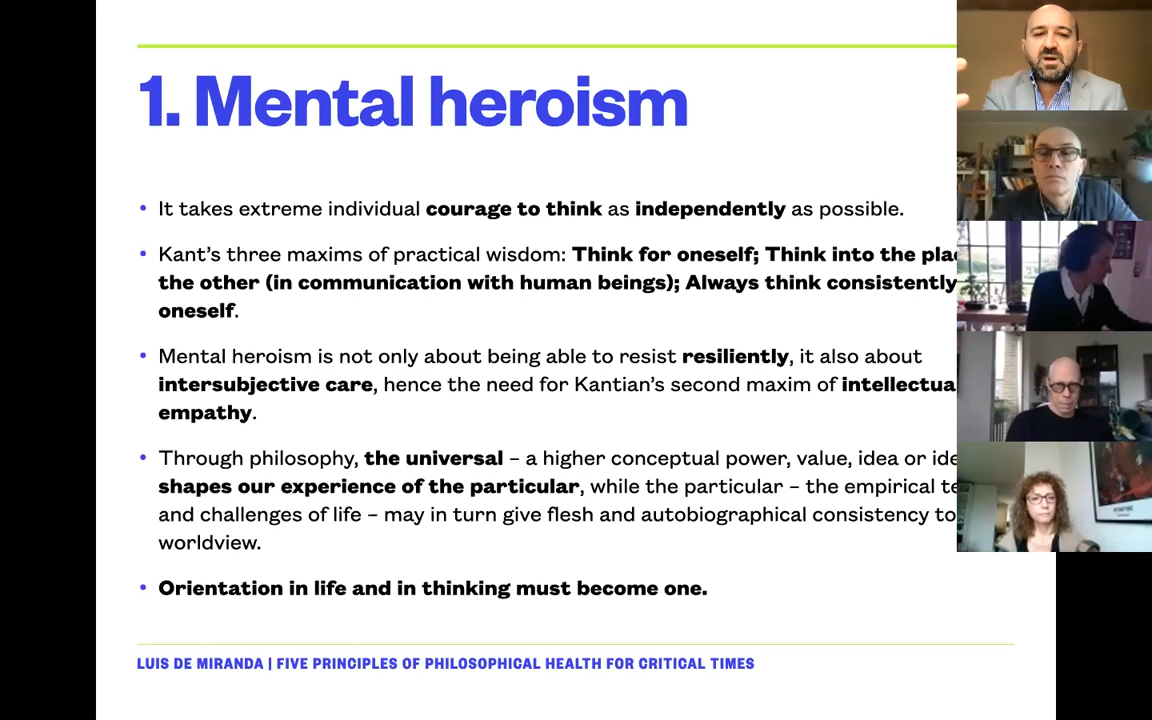 1. Mental heroism
• It takes extreme individual courage to think as independently as possible.
• Kant's three maxims of practical wisdom: Think for oneself; Think into the
the other (in communication with human beings); Always think consistently
oneself.
• Mental heroism is not only about being able to resist resiliently, it also about
intersubjective care, hence the need for Kantian's second maxim of
empathy.
• Through philosophy, the universal – a higher conceptual power, value, idea or
shapes our experience of the particular, while the particular – the empirical
and challenges of life – may in turn give flesh and autobiographical consistency to
worldview.
• Orientation in life and in thinking must become one.
LUIS DE MIRANDA | FIVE PRINCIPLES OF PHILOSOPHICAL HEALTH FOR CRITICAL TIMES